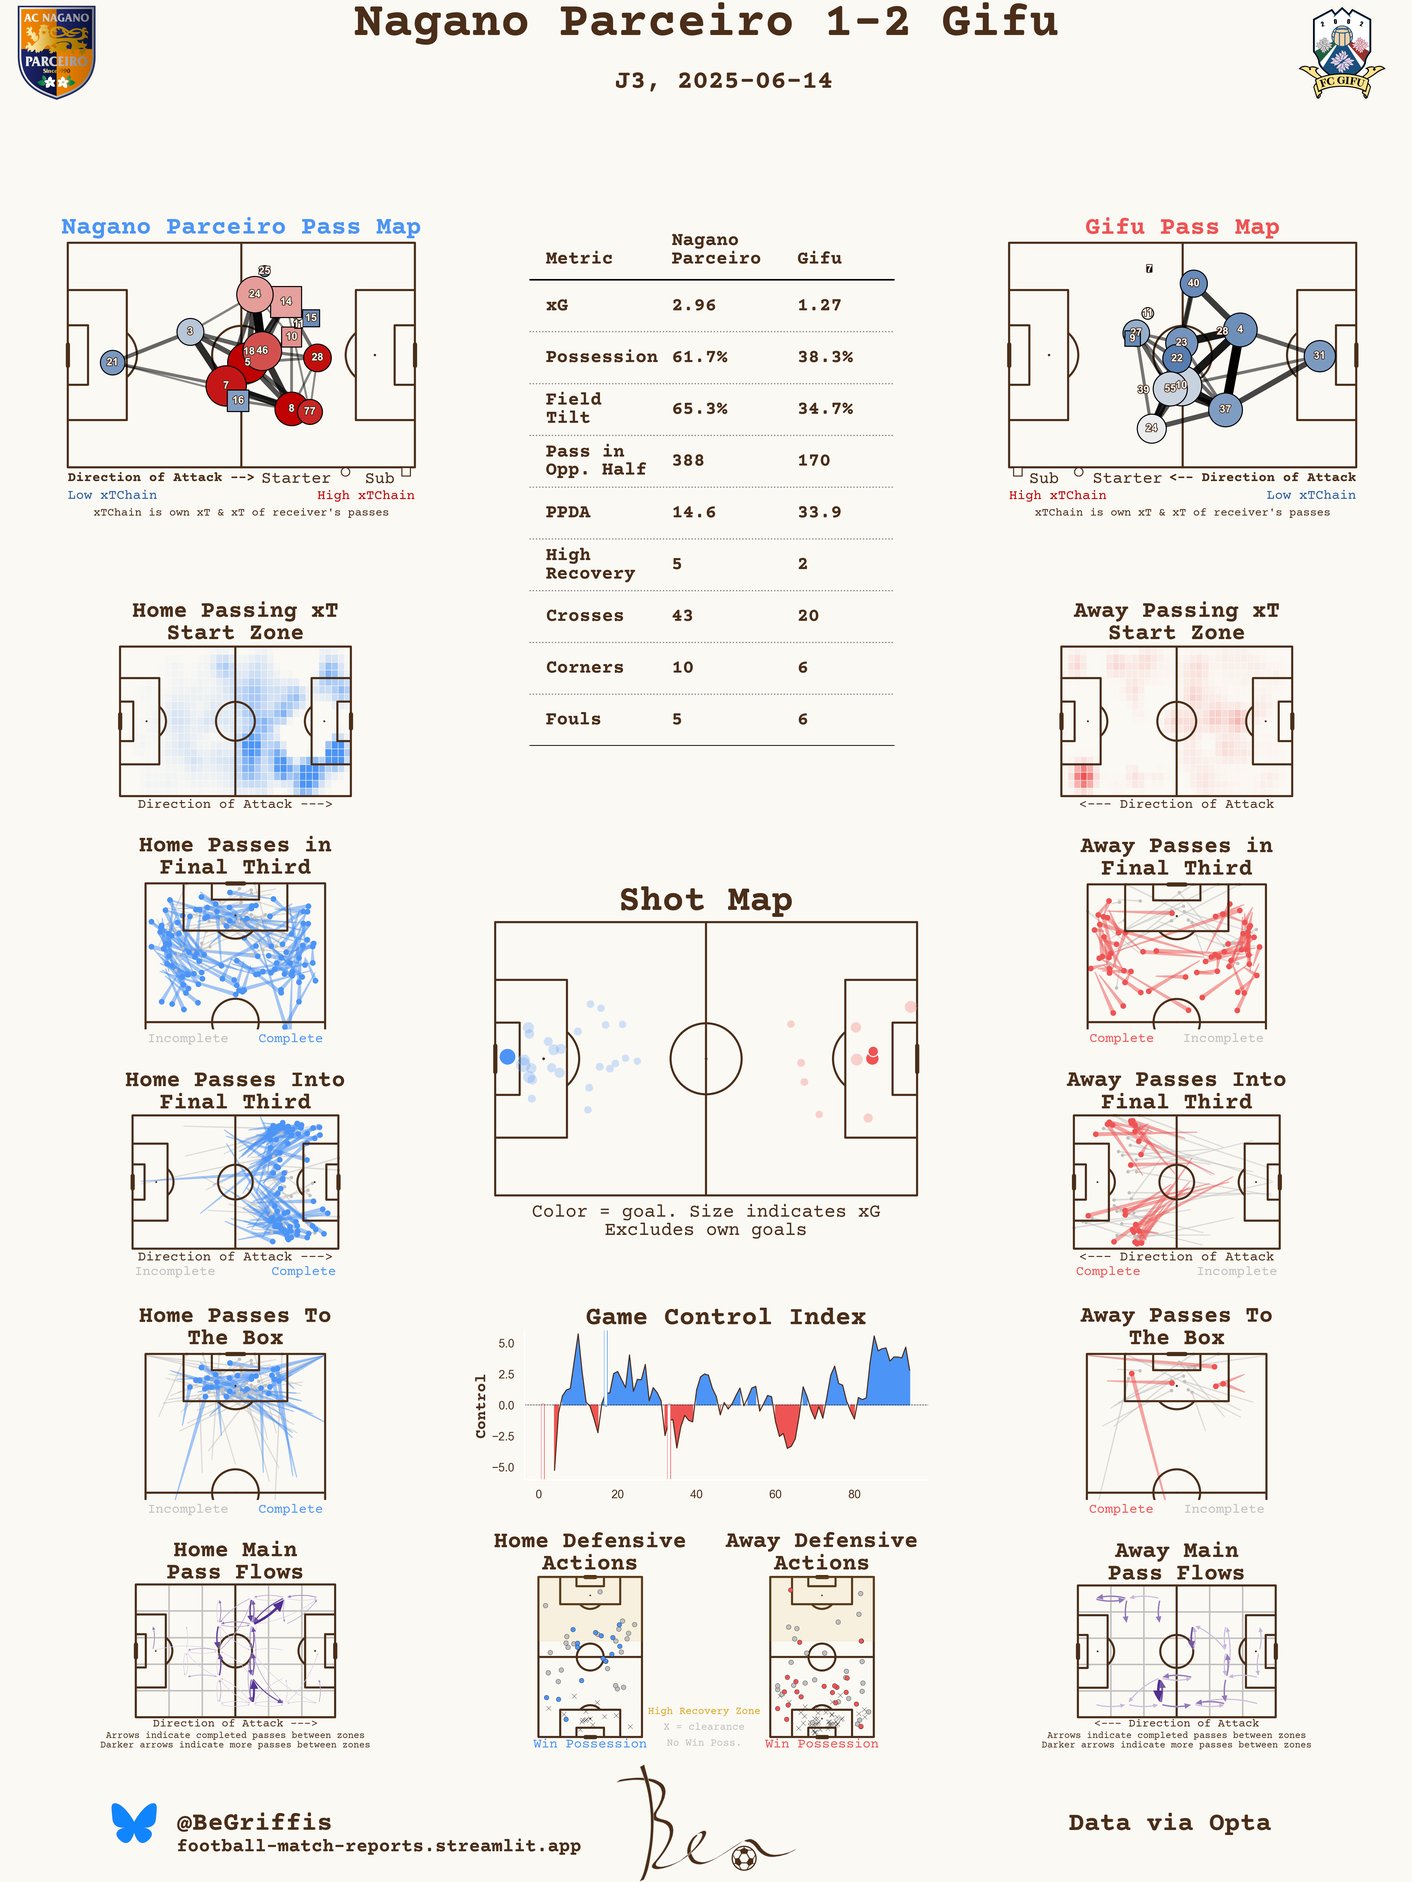 Nagano Parceiro 1-2 Gifu
J3, 2025-06-14
AC NAGANO
PARCEIRO
2 0 0 2
FC GIFU
Nagano Parceiro Pass Map
25
24
14
15
11
10
3
18
46
5
28
21
7
16
8
77
Direction of Attack --> Starter Sub
Low xTChain High xTChain
xTChain is own xT & xT of receiver's passes
Metric Nagano Parceiro Gifu
xG 2.96 1.27
Possession 61.7% 38.3%
Field Tilt 65.3% 34.7%
Pass in Opp. Half 388 170
PPDA 14.6 33.9
High Recovery 5 2
Crosses 43 20
Corners 10 6
Fouls 5 6
Gifu Pass Map
7
40
11
27
9
28
4
23
22
31
39
55
10
37
24
Sub Starter <-- Direction of Attack
High xTChain Low xTChain
xTChain is own xT & xT of receiver's passes
Home Passing xT
Start Zone
Direction of Attack --->
Away Passing xT
Start Zone
<--- Direction of Attack
Home Passes in
Final Third
Incomplete Complete
Away Passes in
Final Third
Complete Incomplete
Shot Map
Color = goal. Size indicates xG
Excludes own goals
Home Passes Into
Final Third
Direction of Attack --->
Incomplete Complete
Away Passes Into
Final Third
<--- Direction of Attack
Complete Incomplete
Home Passes To
The Box
Incomplete Complete
Game Control Index
Control
5.0
2.5
0.0
−2.5
−5.0
0 20 40 60 80
Away Passes To
The Box
Complete Incomplete
Home Main
Pass Flows
Direction of Attack --->
Arrows indicate completed passes between zones
Darker arrows indicate more passes between zones
Home Defensive
Actions
Win Possession
High Recovery Zone
X = clearance
No Win Poss.
Away Defensive
Actions
Win Possession
Away Main
Pass Flows
<--- Direction of Attack
Arrows indicate completed passes between zones
Darker arrows indicate more passes between zones
@BeGriffis
football-match-reports.streamlit.app
Ben
Data via Opta